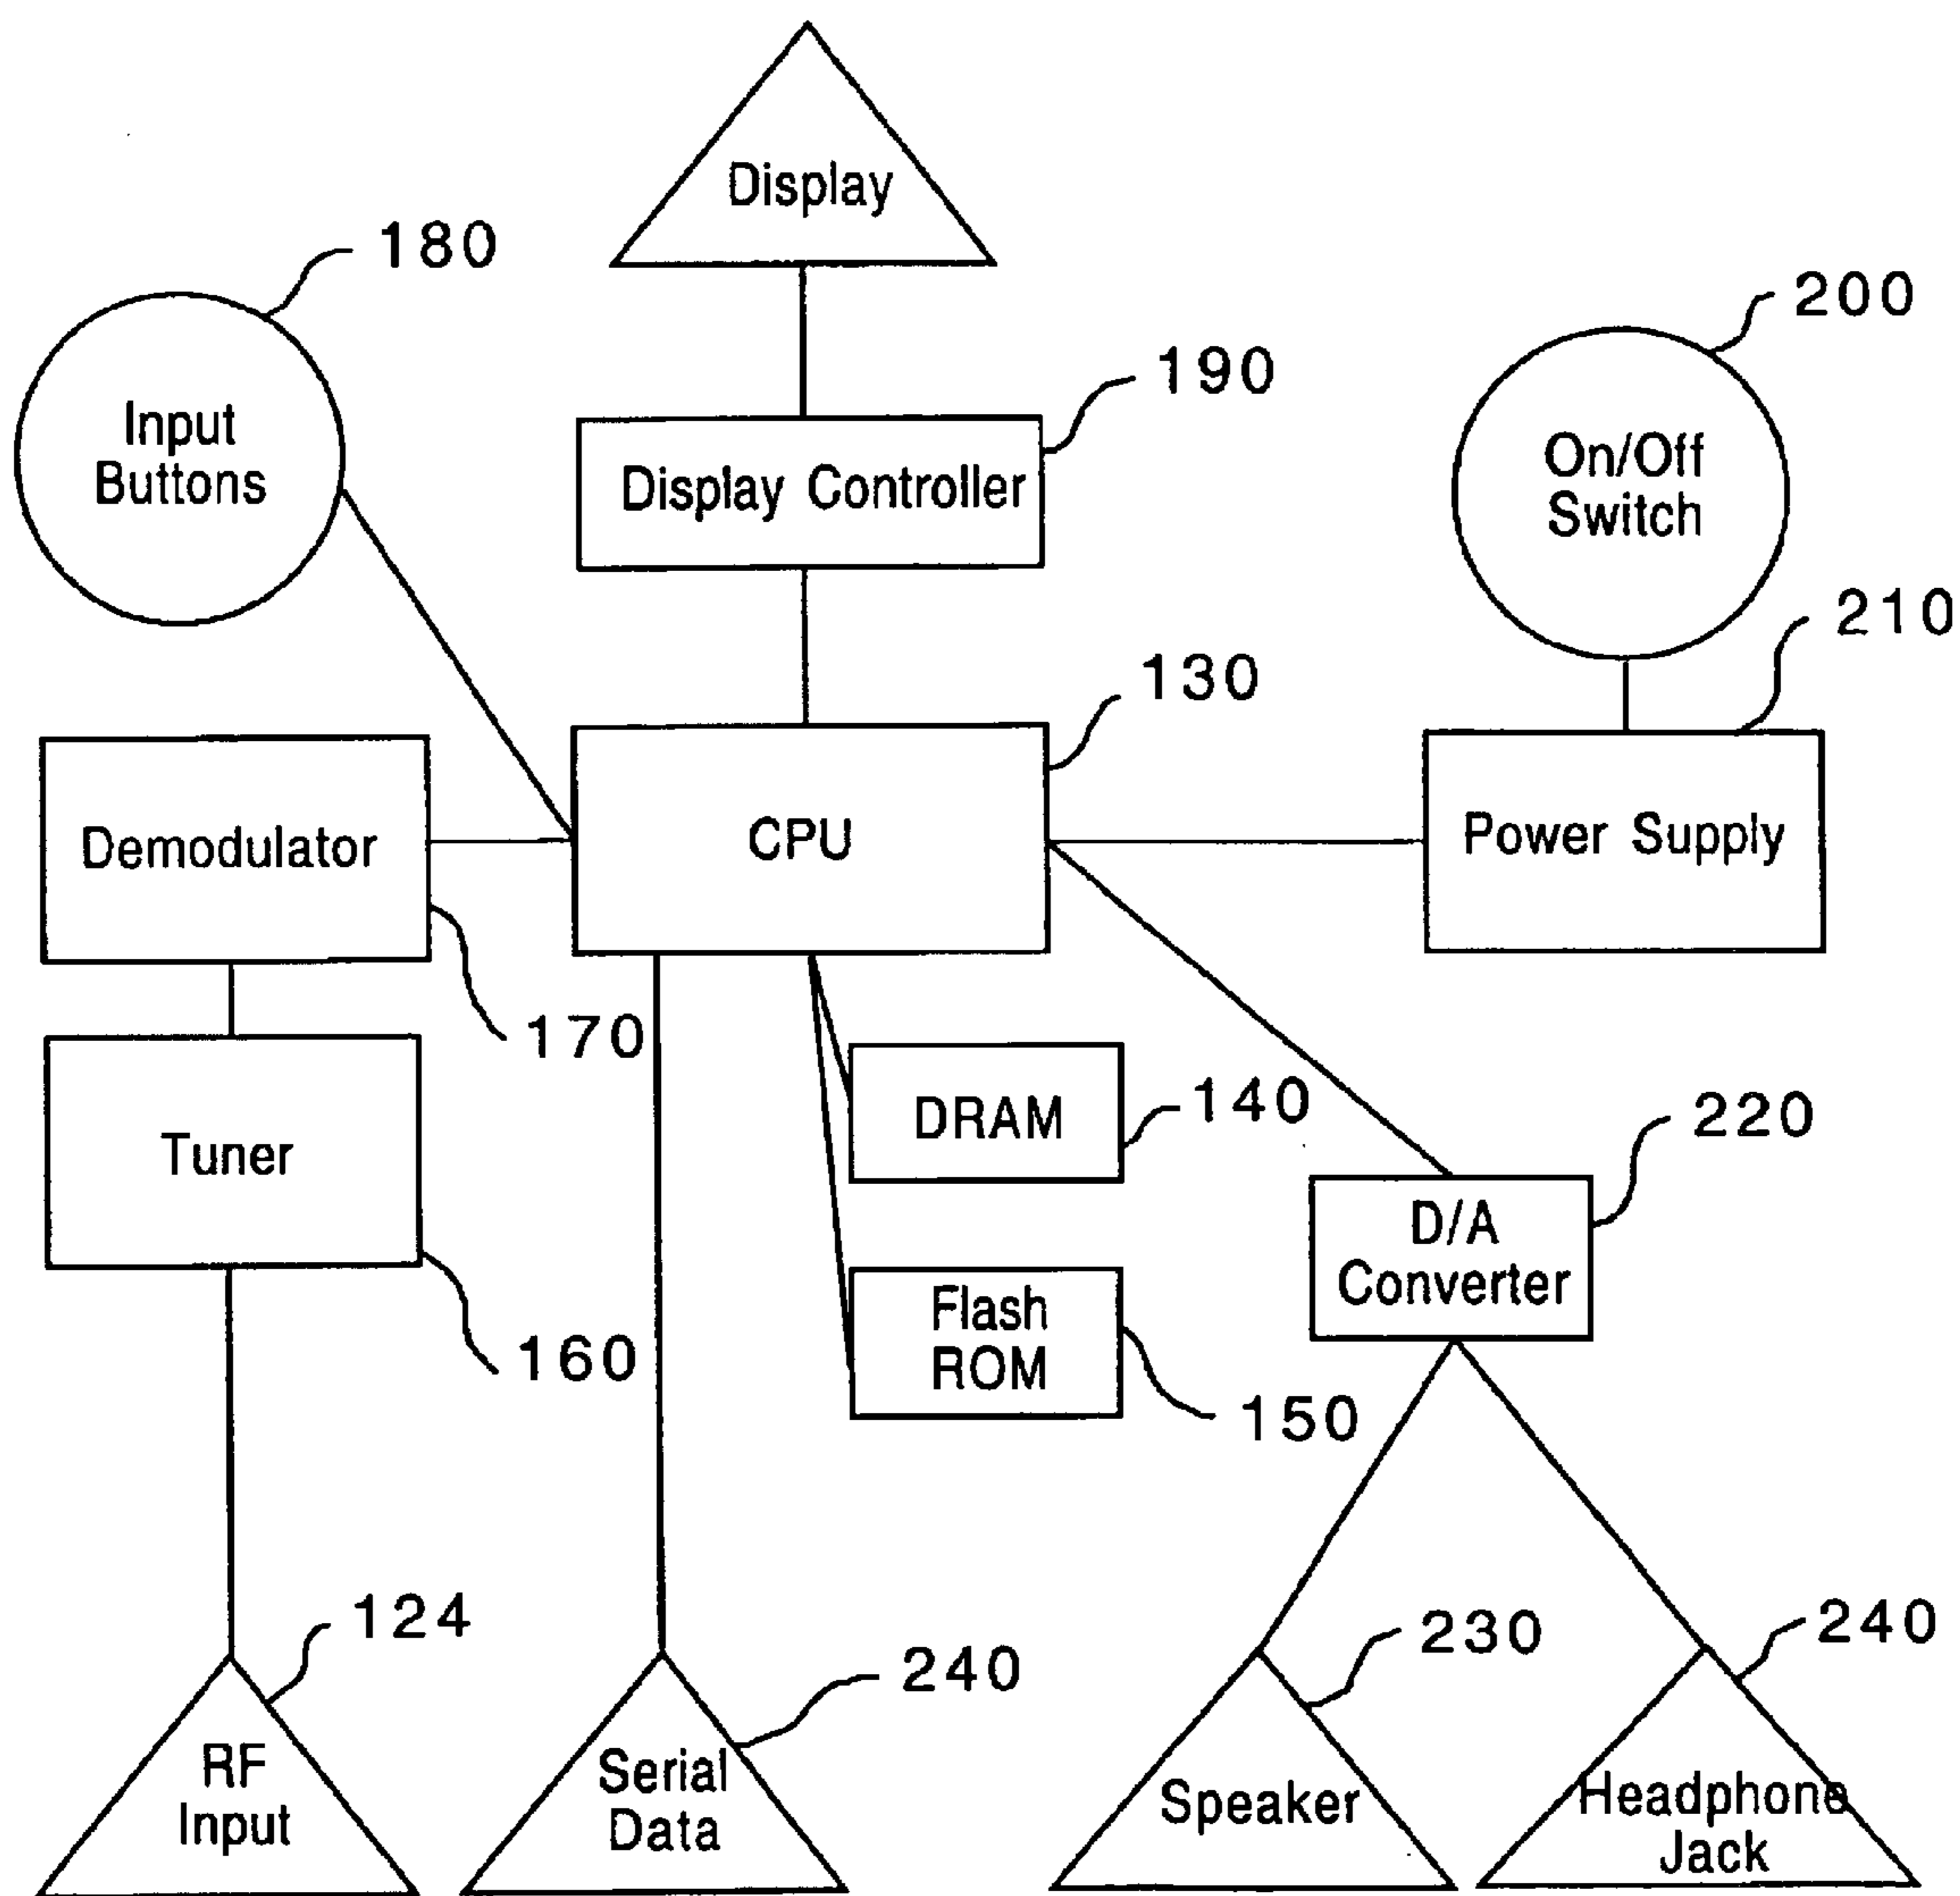 Display
180
200
190
Input
Buttons
Display Controller
On/Off
Switch
210
130
Demodulator
CPU
Power Supply
170
DRAM
140
220
Tuner
D/A
Converter
160
Flash
ROM
150
124
240
230
240
RF
Input
Serial
Data
Speaker
Headphone
Jack